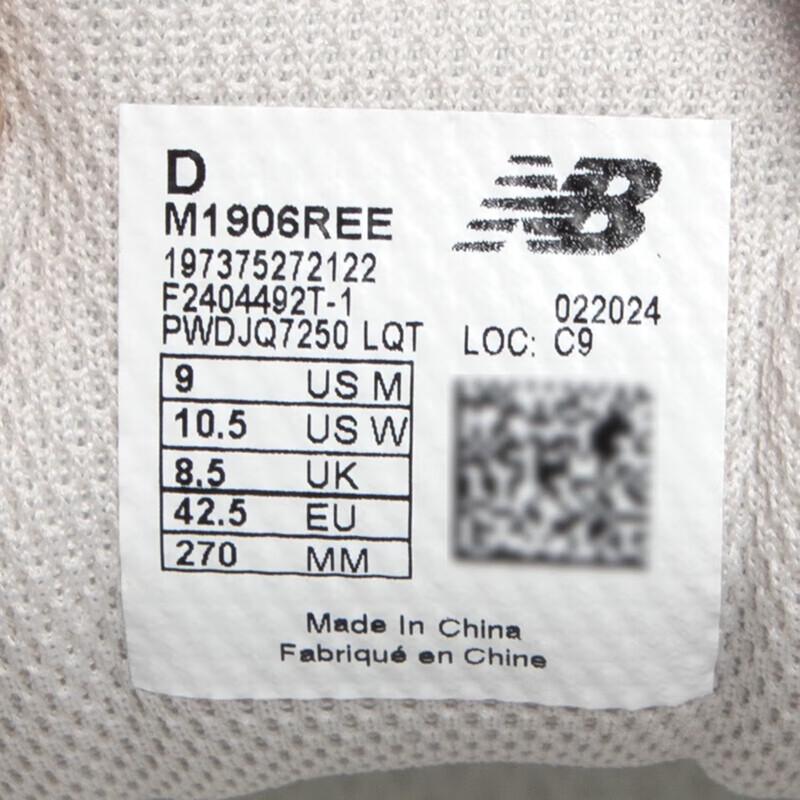 D
NB
M1906REE
197375272122
F2404492T-1
022024
PWDJQ7250 LQT LOC: C9
9 US M
10.5 US W
8.5 UK
42.5 EU
270 MM
Made In China
Fabriqué en Chine